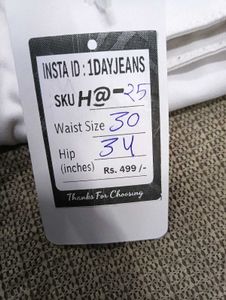 INSTA ID : 1DAYJEANS
SKU H@-25
Waist Size 30
Hip 34
(inches) Rs. 499 /-
Thanks For Choosing